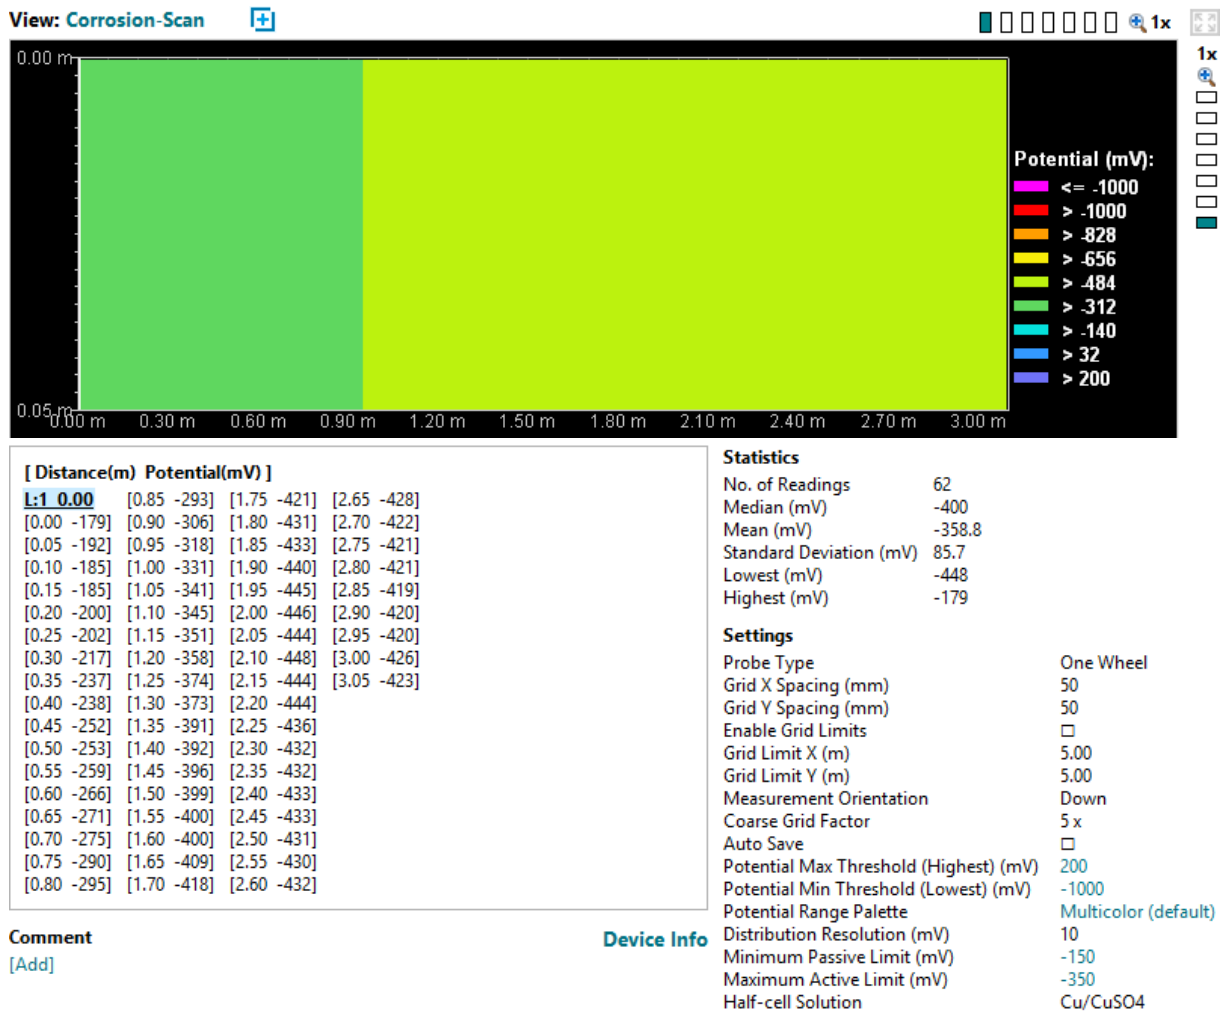 View: Corrosion-Scan
1x
1x
0.00 m
Potential (mV):
<= -1000
> -1000
> -828
> -656
> -484
> -312
> -140
> 32
> 200
0.05 m
0.00 m 0.30 m 0.60 m 0.90 m 1.20 m 1.50 m 1.80 m 2.10 m 2.40 m 2.70 m 3.00 m
[ Distance(m) Potential(mV) ]
L:1 0.00 [0.85 -293] [1.75 -421] [2.65 -428]
[0.00 -179] [0.90 -306] [1.80 -431] [2.70 -422]
[0.05 -192] [0.95 -318] [1.85 -433] [2.75 -421]
[0.10 -185] [1.00 -331] [1.90 -440] [2.80 -421]
[0.15 -185] [1.05 -341] [1.95 -445] [2.85 -419]
[0.20 -200] [1.10 -345] [2.00 -446] [2.90 -420]
[0.25 -202] [1.15 -351] [2.05 -444] [2.95 -420]
[0.30 -217] [1.20 -358] [2.10 -448] [3.00 -426]
[0.35 -237] [1.25 -374] [2.15 -444] [3.05 -423]
[0.40 -238] [1.30 -373] [2.20 -444]
[0.45 -252] [1.35 -391] [2.25 -436]
[0.50 -253] [1.40 -392] [2.30 -432]
[0.55 -259] [1.45 -396] [2.35 -432]
[0.60 -266] [1.50 -399] [2.40 -433]
[0.65 -271] [1.55 -400] [2.45 -433]
[0.70 -275] [1.60 -400] [2.50 -431]
[0.75 -290] [1.65 -409] [2.55 -430]
[0.80 -295] [1.70 -418] [2.60 -432]
Comment
[Add]
Device Info
Statistics
No. of Readings 62
Median (mV) -400
Mean (mV) -358.8
Standard Deviation (mV) 85.7
Lowest (mV) -448
Highest (mV) -179
Settings
Probe Type One Wheel
Grid X Spacing (mm) 50
Grid Y Spacing (mm) 50
Enable Grid Limits
Grid Limit X (m) 5.00
Grid Limit Y (m) 5.00
Measurement Orientation Down
Coarse Grid Factor 5 x
Auto Save
Potential Max Threshold (Highest) (mV) 200
Potential Min Threshold (Lowest) (mV) -1000
Potential Range Palette Multicolor (default)
Distribution Resolution (mV) 10
Minimum Passive Limit (mV) -150
Maximum Active Limit (mV) -350
Half-cell Solution Cu/CuSO4